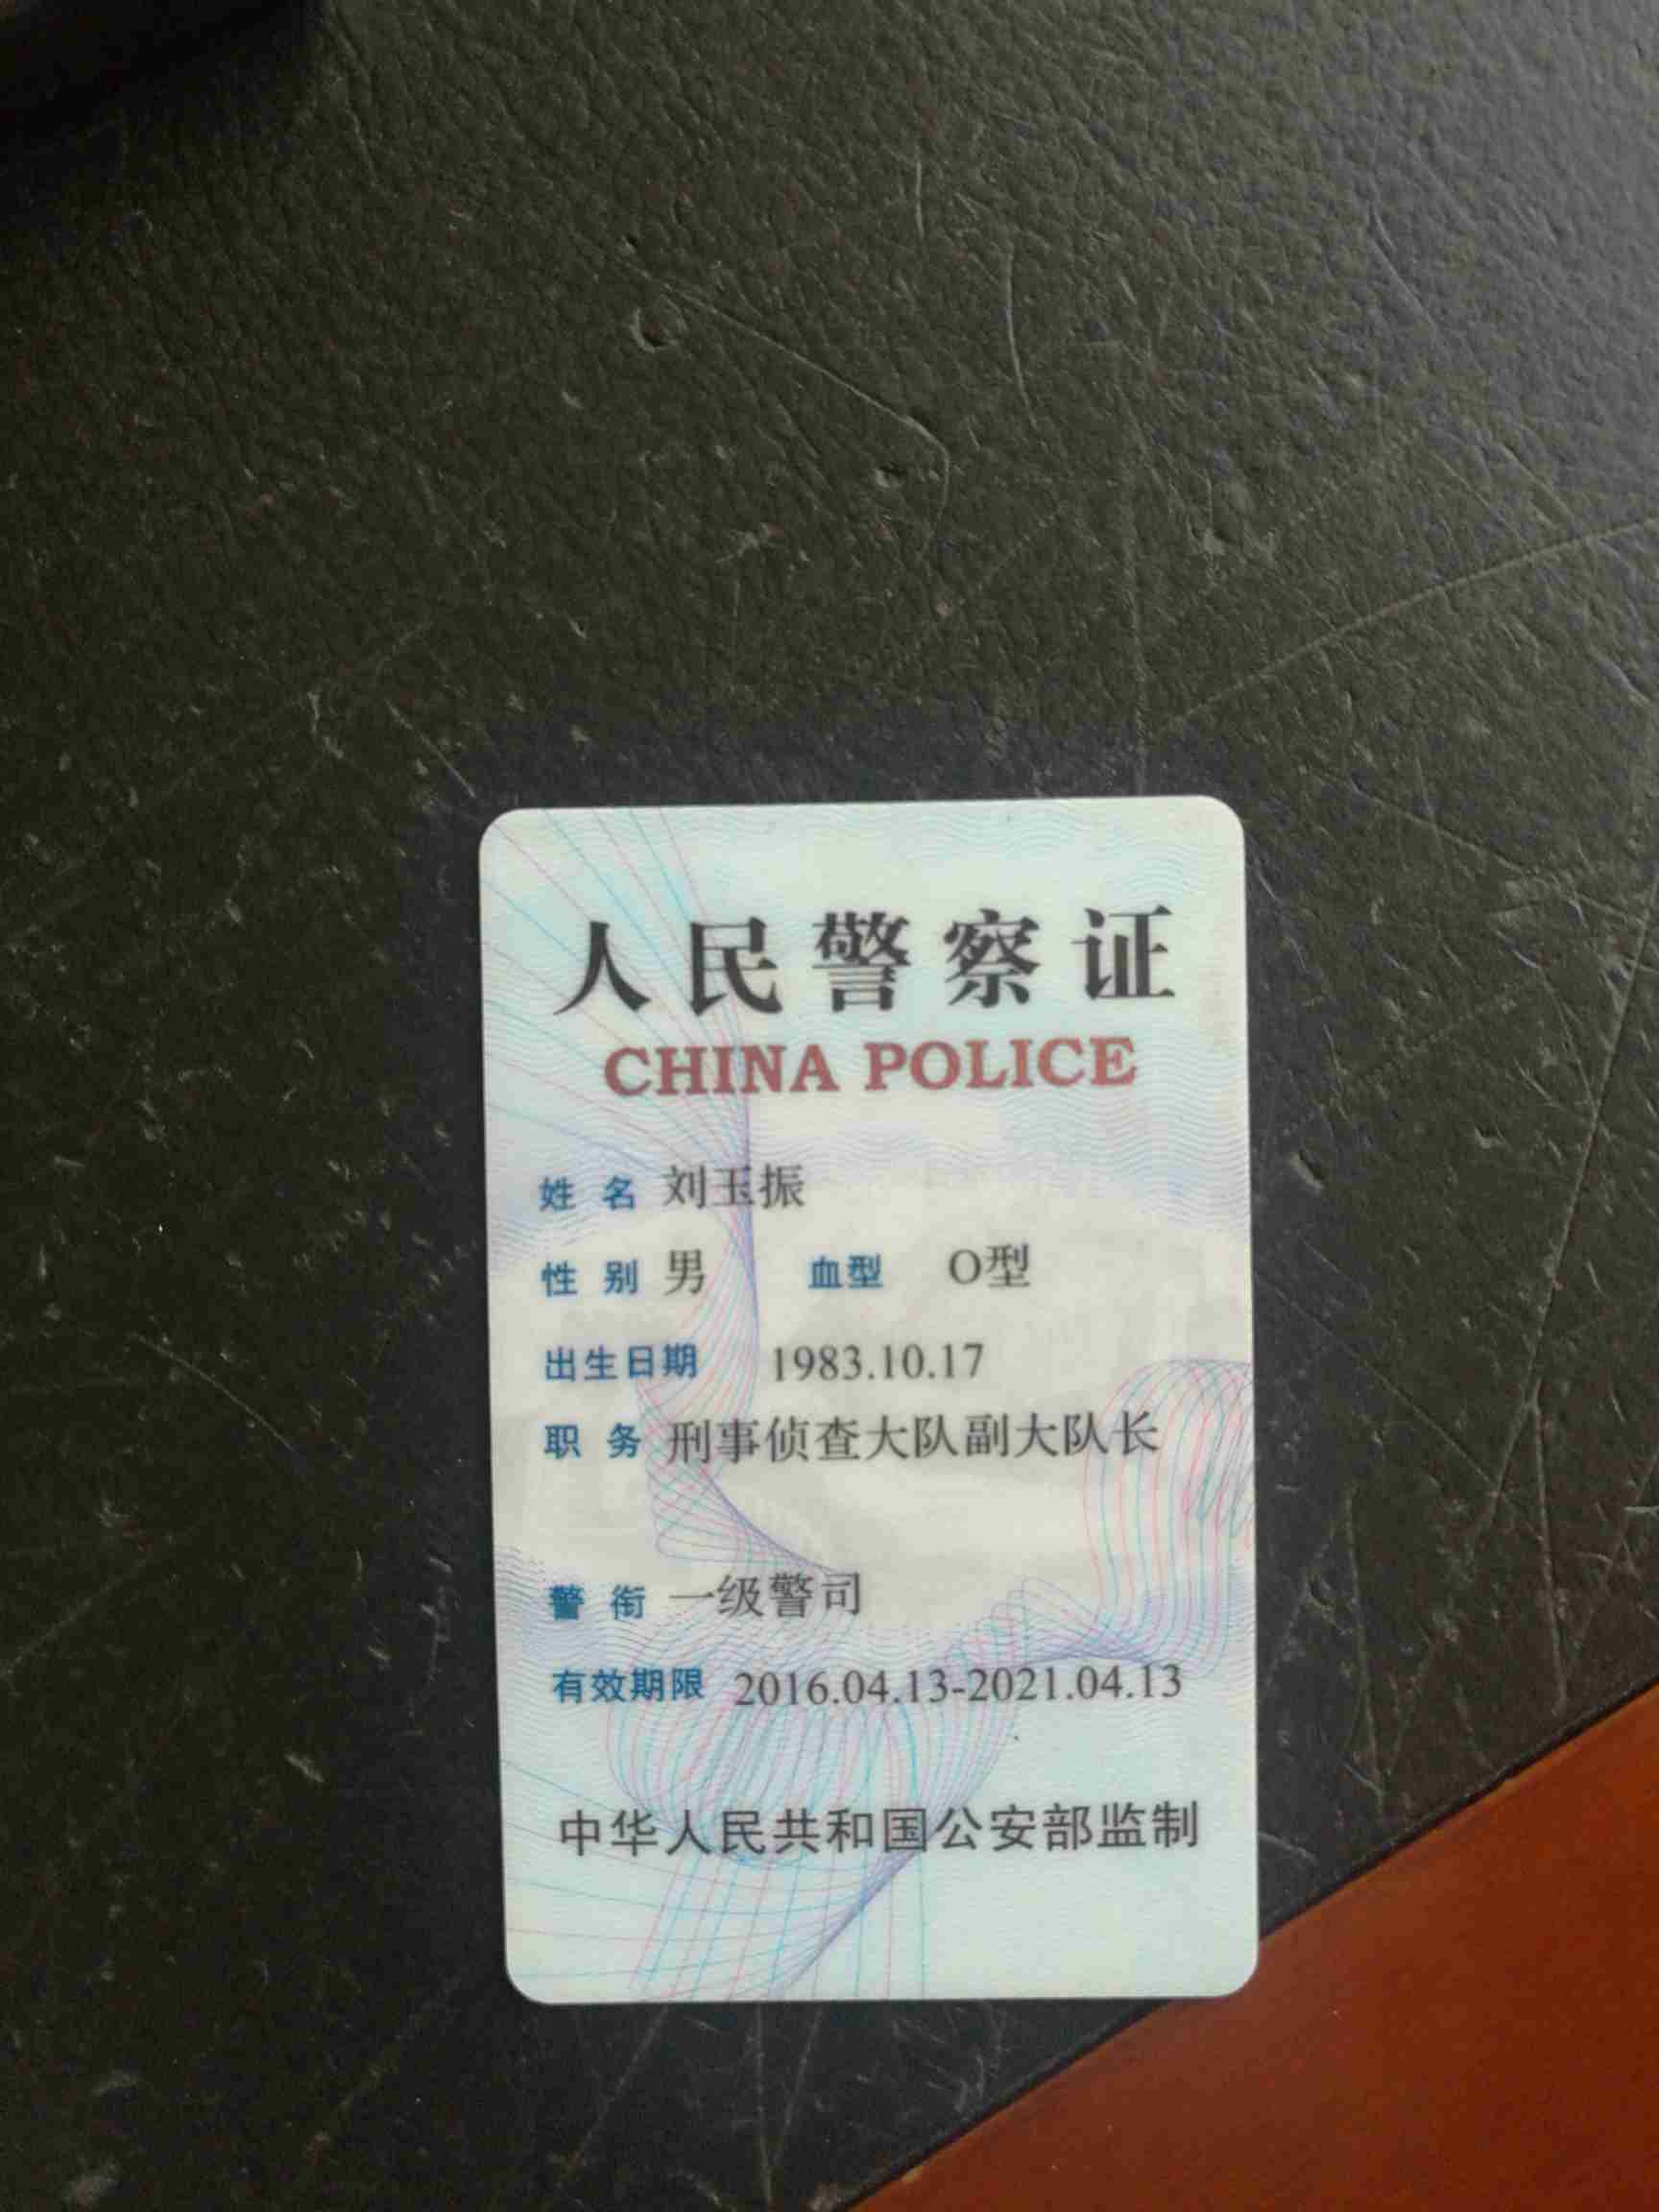 人民警察证
CHINA POLICE
姓 名 刘玉振
性 别 男 血型 O型
出生日期 1983.10.17
职 务 刑事侦查大队副大队长
警 衔 一级警司
有效期限 2016.04.13-2021.04.13
中华人民共和国公安部监制